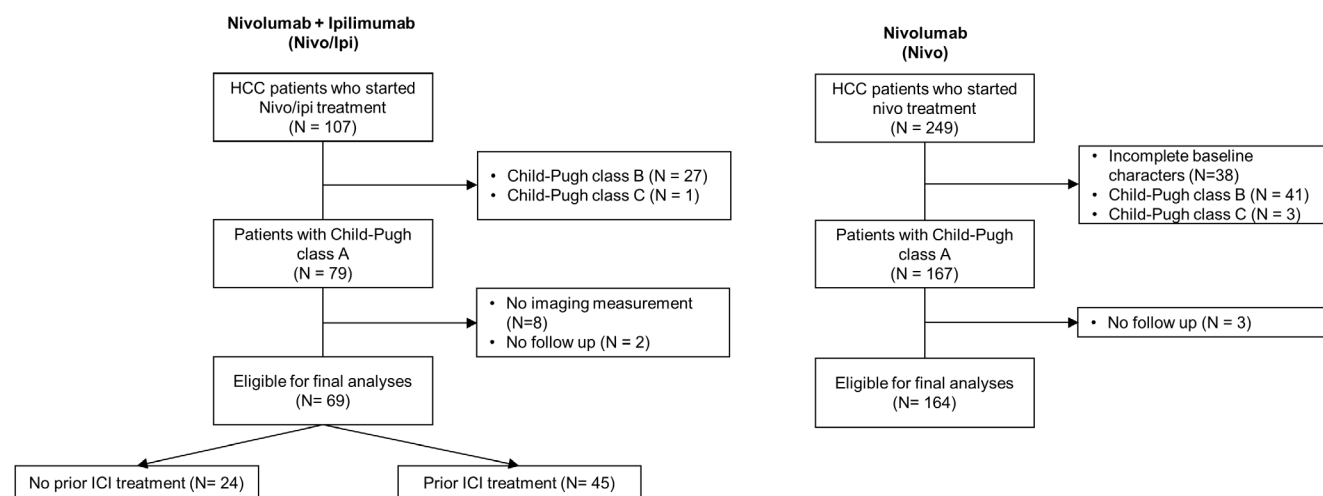 Nivolumab + Ipilimumab
(Nivo/Ipi)
HCC patients who started
Nivo/ipi treatment
(N = 107)
• Child-Pugh class B (N = 27)
• Child-Pugh class C (N = 1)
Patients with Child-Pugh
class A
(N = 79)
• No imaging measurement
(N=8)
• No follow up (N = 2)
Eligible for final analyses
(N= 69)
No prior ICI treatment (N= 24)
Prior ICI treatment (N= 45)
Nivolumab
(Nivo)
HCC patients who started
nivo treatment
(N = 249)
• Incomplete baseline
characters (N=38)
• Child-Pugh class B (N = 41)
• Child-Pugh class C (N = 3)
Patients with Child-Pugh
class A
(N = 167)
• No follow up (N = 3)
Eligible for final analyses
(N= 164)